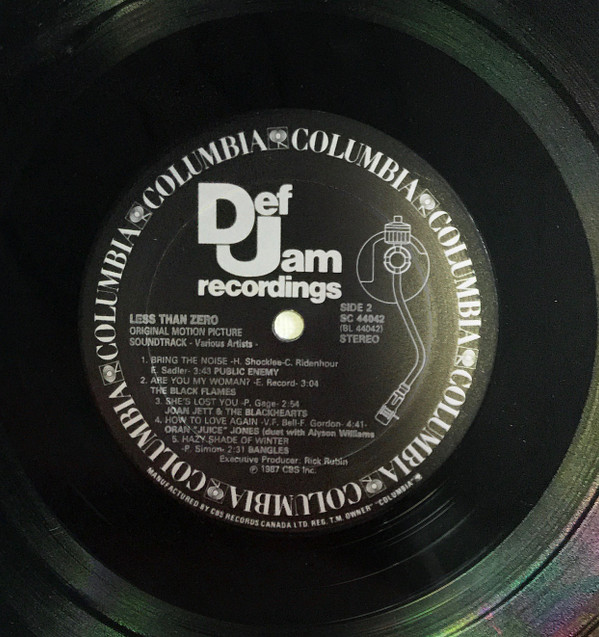 COLUMBIA COLUMBIA COLUMBIA COLUMBIA COLUMBIA COLUMBIA COLUMBIA COLUMBIA
Def
Jam
recordings
SIDE 2
SC 44042
(BL 44042)
STEREO
LESS THAN ZERO
ORIGINAL MOTION PICTURE
SOUNDTRACK - Various Artists -
1. BRING THE NOISE -H. Shocklee-C. Ridenhour
E. Sadler- 3:43 PUBLIC ENEMY
2. ARE YOU MY WOMAN? -E. Record- 3:04
THE BLACK FLAMES
3. SHE'S LOST YOU -P. Gage- 2:54
JOAN JETT & THE BLACKHEARTS
4. HOW TO LOVE AGAIN -V.F. Bell-F. Gordon- 4:41-
ORAN "JUICE" JONES (duet with Alyson Williams
5. HAZY SHADE OF WINTER
-P. Simon- 2:31 BANGLES
Executive Producer: Rick Rubin
℗ 1987 CBS Inc.
MANUFACTURED BY CBS RECORDS CANADA LTD. REG. T.M. OWNER "COLUMBIA"